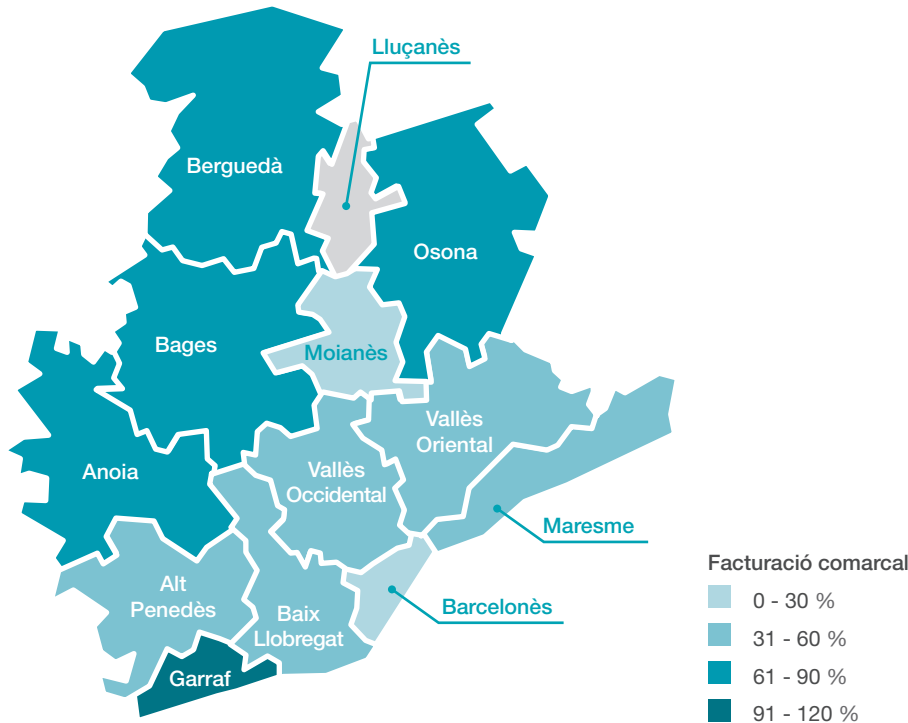 Lluçanès
Berguedà
Osona
Bages
Moianès
Vallès
Oriental
Anoia
Vallès
Occidental
Maresme
Alt
Penedès
Baix
Llobregat
Barcelonès
Garraf
Facturació comarcal
0 - 30 %
31 - 60 %
61 - 90 %
91 - 120 %